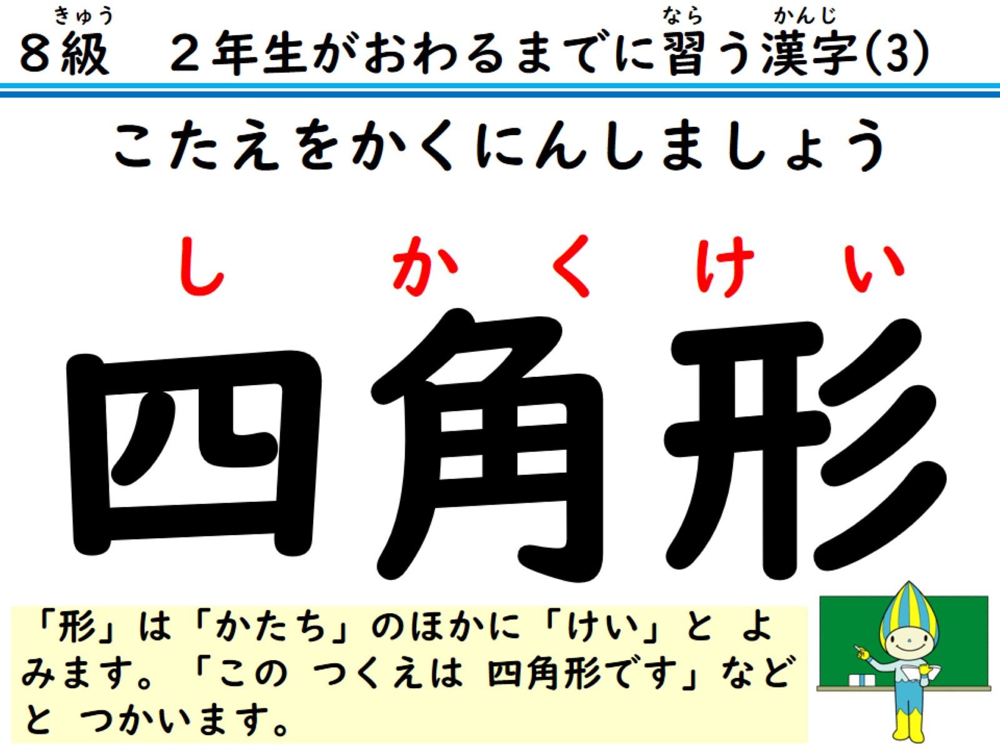 きゅう なら かんじ
８級　２年生がおわるまでに習う漢字(3)
こたえをかくにんしましょう
し かくけい
四角形
「形」は「かたち」のほかに「けい」と よ
みます。「この つくえは 四角形です」など
と つかいます。